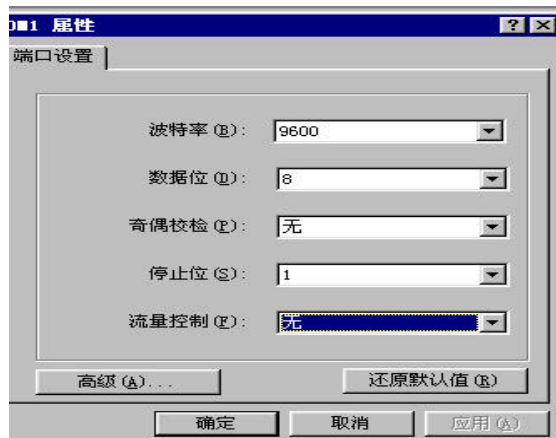 OM1 属性
端口设置
波特率(B): 9600
数据位(D): 8
奇偶校检(P): 无
停止位(S): 1
流量控制(F): 无
高级(A)... 还原默认值(R)
确定 取消 应用(A)